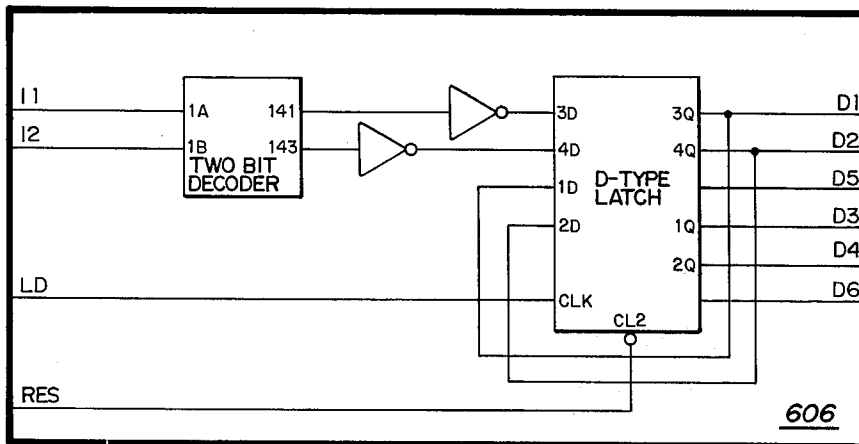 I1
I2
LD
RES
1A
141
1B
143
TWO BIT
DECODER
3D
4D
1D
2D
CLK
CL2
D-TYPE
LATCH
3Q
4Q
1Q
2Q
D1
D2
D5
D3
D4
D6
606